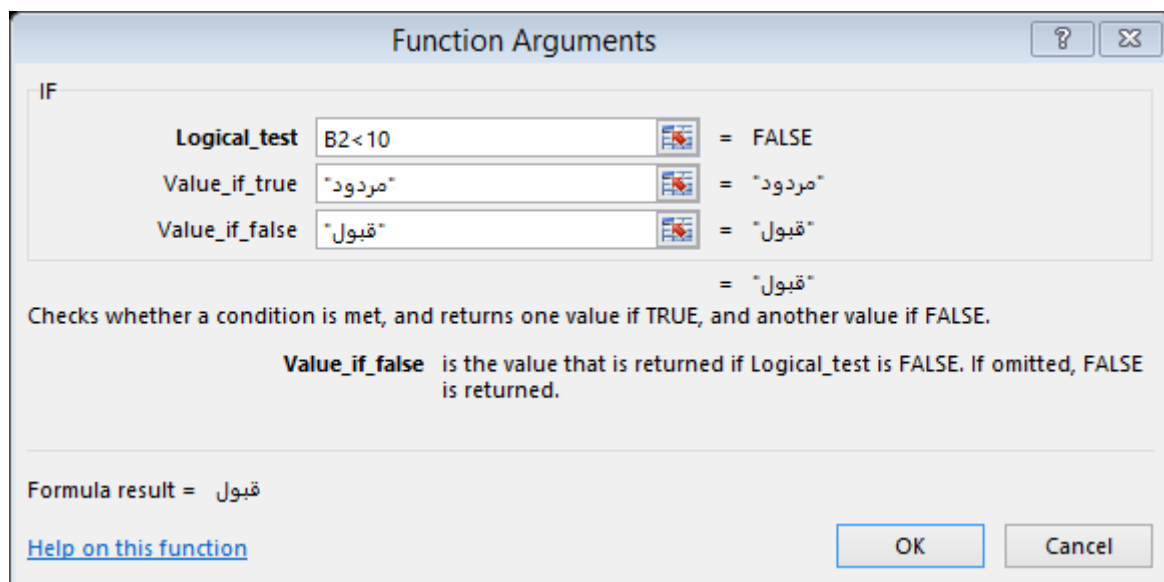 Function Arguments
IF
Logical_test B2<10 = FALSE
Value_if_true "مردود" = "مردود"
Value_if_false "قبول" = "قبول"
= "قبول"
Checks whether a condition is met, and returns one value if TRUE, and another value if FALSE.
Value_if_false is the value that is returned if Logical_test is FALSE. If omitted, FALSE
is returned.
Formula result = قبول
Help on this function OK Cancel